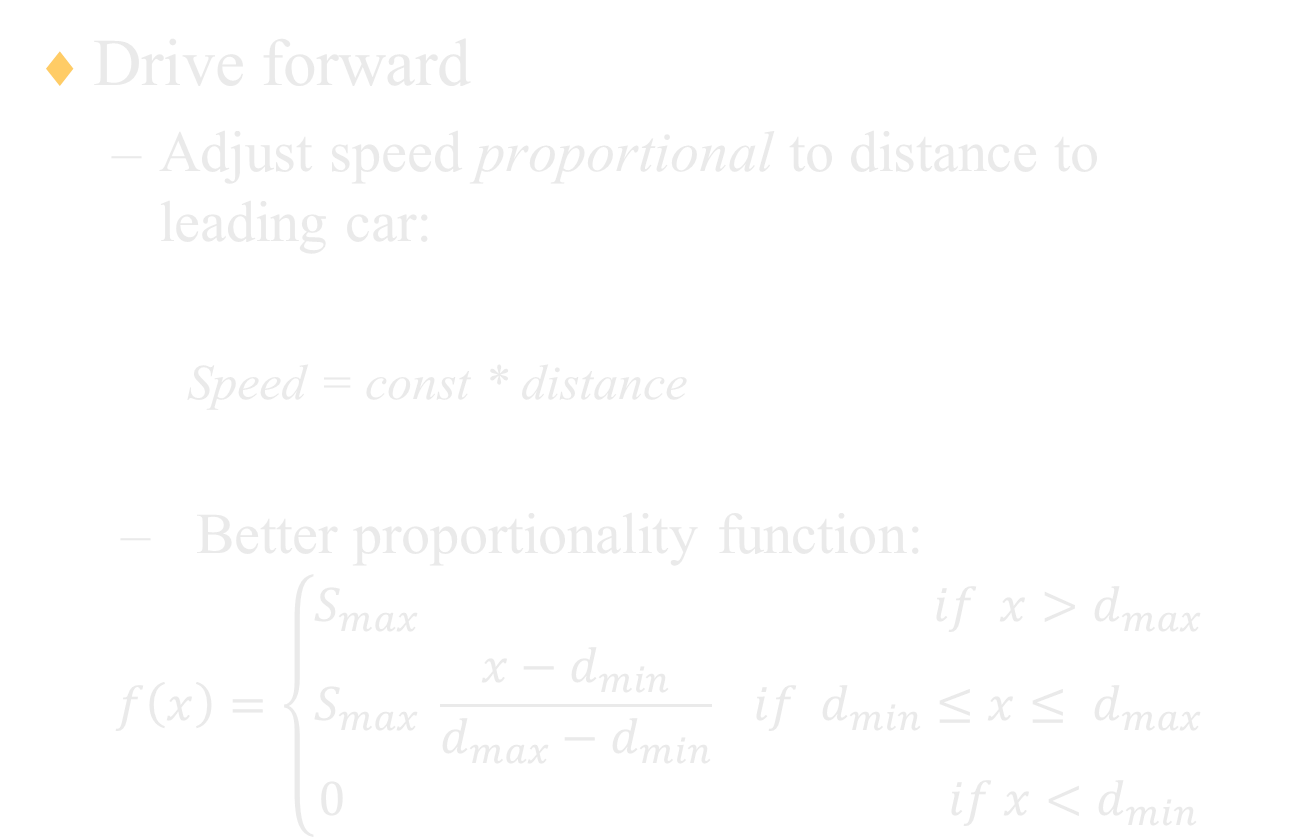 ♦ Drive forward
– Adjust speed proportional to distance to
leading car:
Speed = const * distance
– Better proportionality function:
S_max if x > d_max
f(x) = { S_max (x − d_min) / (d_max − d_min) if d_min ≤ x ≤ d_max
0 if x < d_min